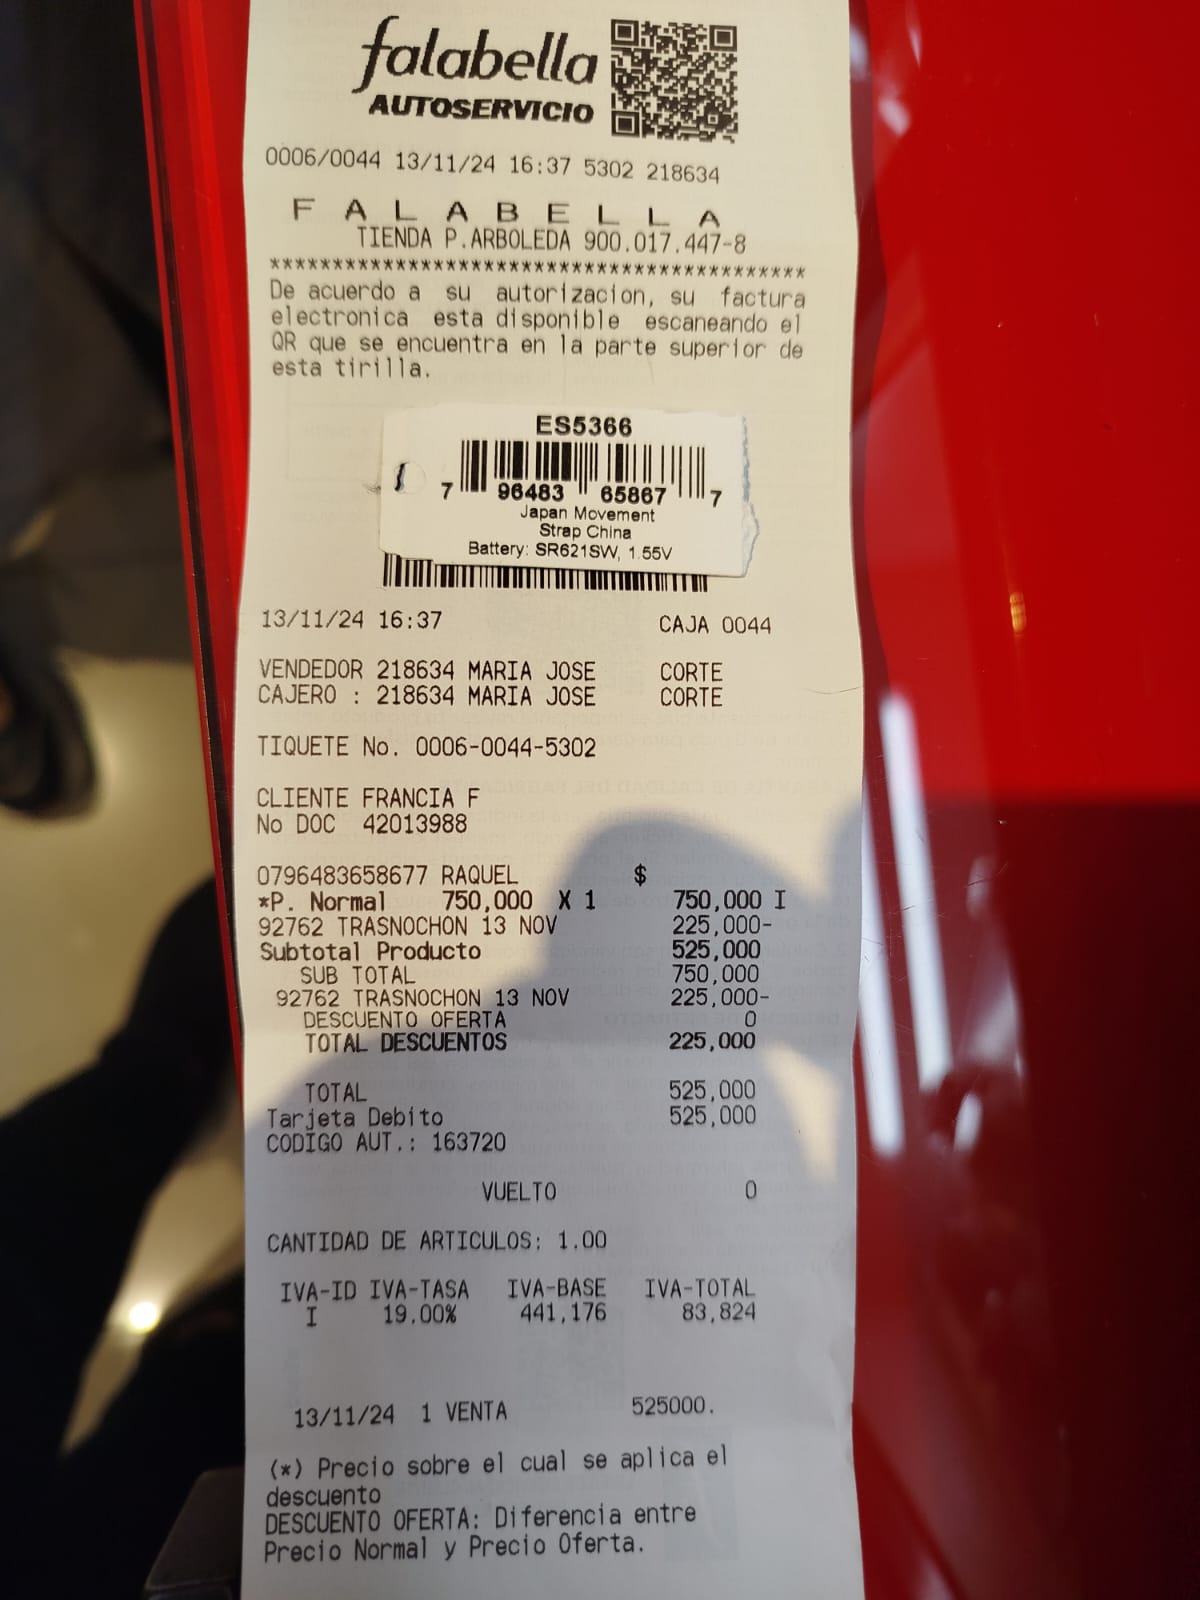 falabella
AUTOSERVICIO
0006/0044 13/11/24 16:37 5302 218634
F A L A B E L L A
TIENDA P.ARBOLEDA 900.017.447-8
******************************************
De acuerdo a su autorizacion, su factura
electronica esta disponible escaneando el
QR que se encuentra en la parte superior de
esta tirilla.
ES5366
7 96483 65867 7
Japan Movement
Strap China
Battery: SR621SW, 1.55V
13/11/24 16:37 CAJA 0044
VENDEDOR 218634 MARIA JOSE CORTE
CAJERO : 218634 MARIA JOSE CORTE
TIQUETE No. 0006-0044-5302
CLIENTE FRANCIA F
No DOC 42013988
0796483658677 RAQUEL $
*P. Normal 750,000 X 1 750,000 I
92762 TRASNOCHON 13 NOV 225,000-
Subtotal Producto 525,000
SUB TOTAL 750,000
92762 TRASNOCHON 13 NOV 225,000-
DESCUENTO OFERTA 0
TOTAL DESCUENTOS 225,000
TOTAL 525,000
Tarjeta Debito 525,000
CODIGO AUT.: 163720
VUELTO 0
CANTIDAD DE ARTICULOS: 1.00
IVA-ID IVA-TASA IVA-BASE IVA-TOTAL
I 19.00% 441,176 83,824
13/11/24 1 VENTA 525000.
(*) Precio sobre el cual se aplica el
descuento
DESCUENTO OFERTA: Diferencia entre
Precio Normal y Precio Oferta.